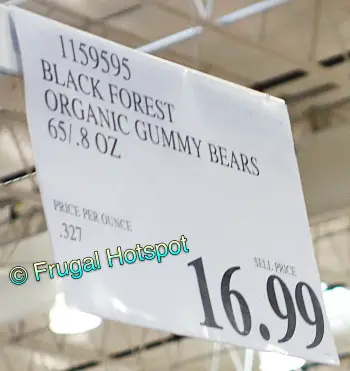 1159595
BLACK FOREST
ORGANIC GUMMY BEARS
65/.8 OZ
PRICE PER OUNCE
.327
SELL PRICE
16.99
© Frugal Hotspot